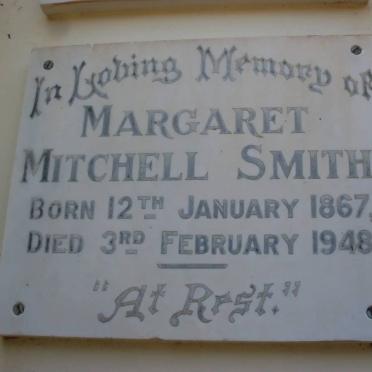 In Loving Memory of
MARGARET
MITCHELL SMITH
BORN 12TH JANUARY 1867,
DIED 3RD FEBRUARY 1948
"At Rest."